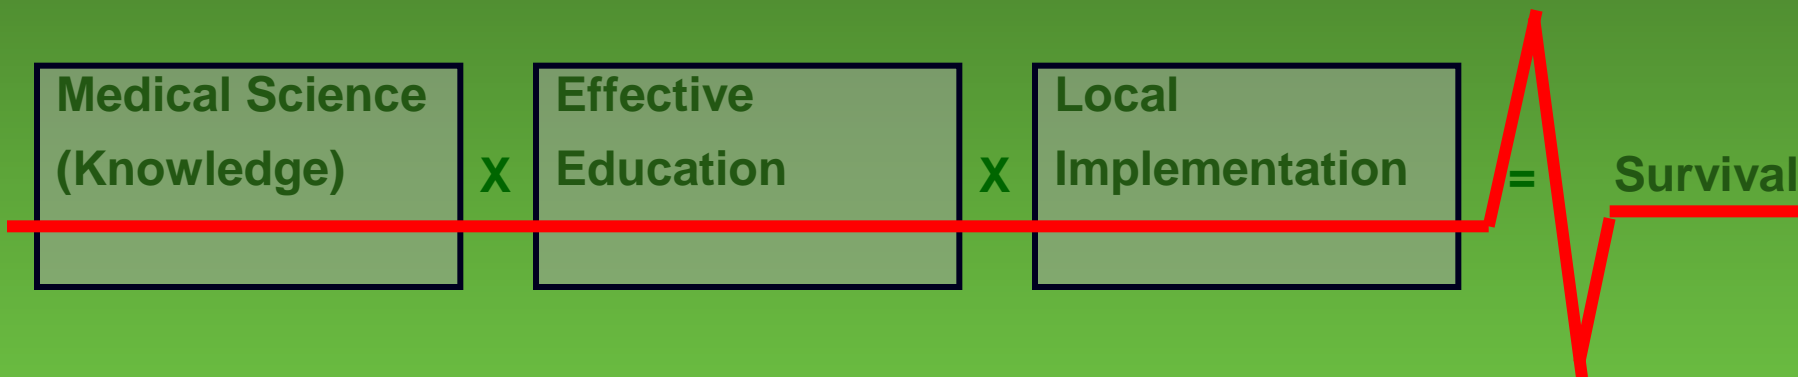 Medical Science
(Knowledge)
X
Effective
Education
X
Local
Implementation
=
Survival